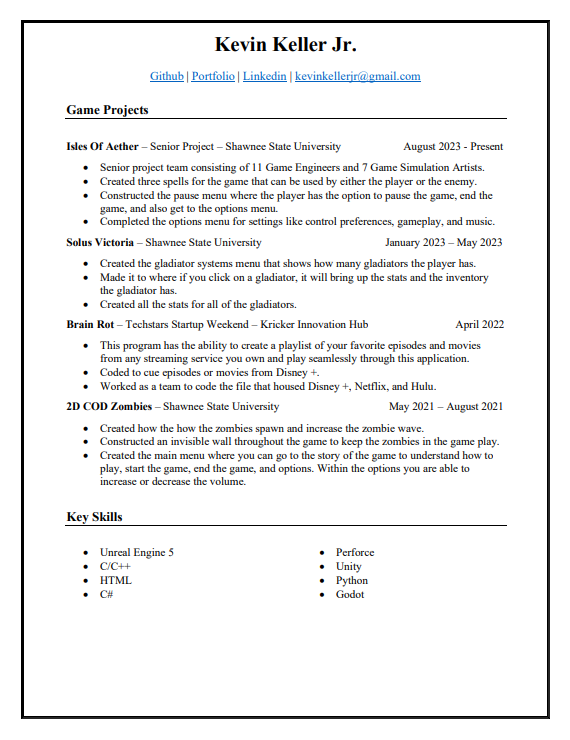 Kevin Keller Jr.
Github | Portfolio | Linkedin | kevinkellerjr@gmail.com
Game Projects
Isles Of Aether – Senior Project – Shawnee State University August 2023 - Present
• Senior project team consisting of 11 Game Engineers and 7 Game Simulation Artists.
• Created three spells for the game that can be used by either the player or the enemy.
• Constructed the pause menu where the player has the option to pause the game, end the
game, and also get to the options menu.
• Completed the options menu for settings like control preferences, gameplay, and music.
Solus Victoria – Shawnee State University January 2023 – May 2023
• Created the gladiator systems menu that shows how many gladiators the player has.
• Made it to where if you click on a gladiator, it will bring up the stats and the inventory
the gladiator has.
• Created all the stats for all of the gladiators.
Brain Rot – Techstars Startup Weekend – Kricker Innovation Hub April 2022
• This program has the ability to create a playlist of your favorite episodes and movies
from any streaming service you own and play seamlessly through this application.
• Coded to cue episodes or movies from Disney +.
• Worked as a team to code the file that housed Disney +, Netflix, and Hulu.
2D COD Zombies – Shawnee State University May 2021 – August 2021
• Created how the how the zombies spawn and increase the zombie wave.
• Constructed an invisible wall throughout the game to keep the zombies in the game play.
• Created the main menu where you can go to the story of the game to understand how to
play, start the game, end the game, and options. Within the options you are able to
increase or decrease the volume.
Key Skills
• Unreal Engine 5
• C/C++
• HTML
• C#
• Perforce
• Unity
• Python
• Godot